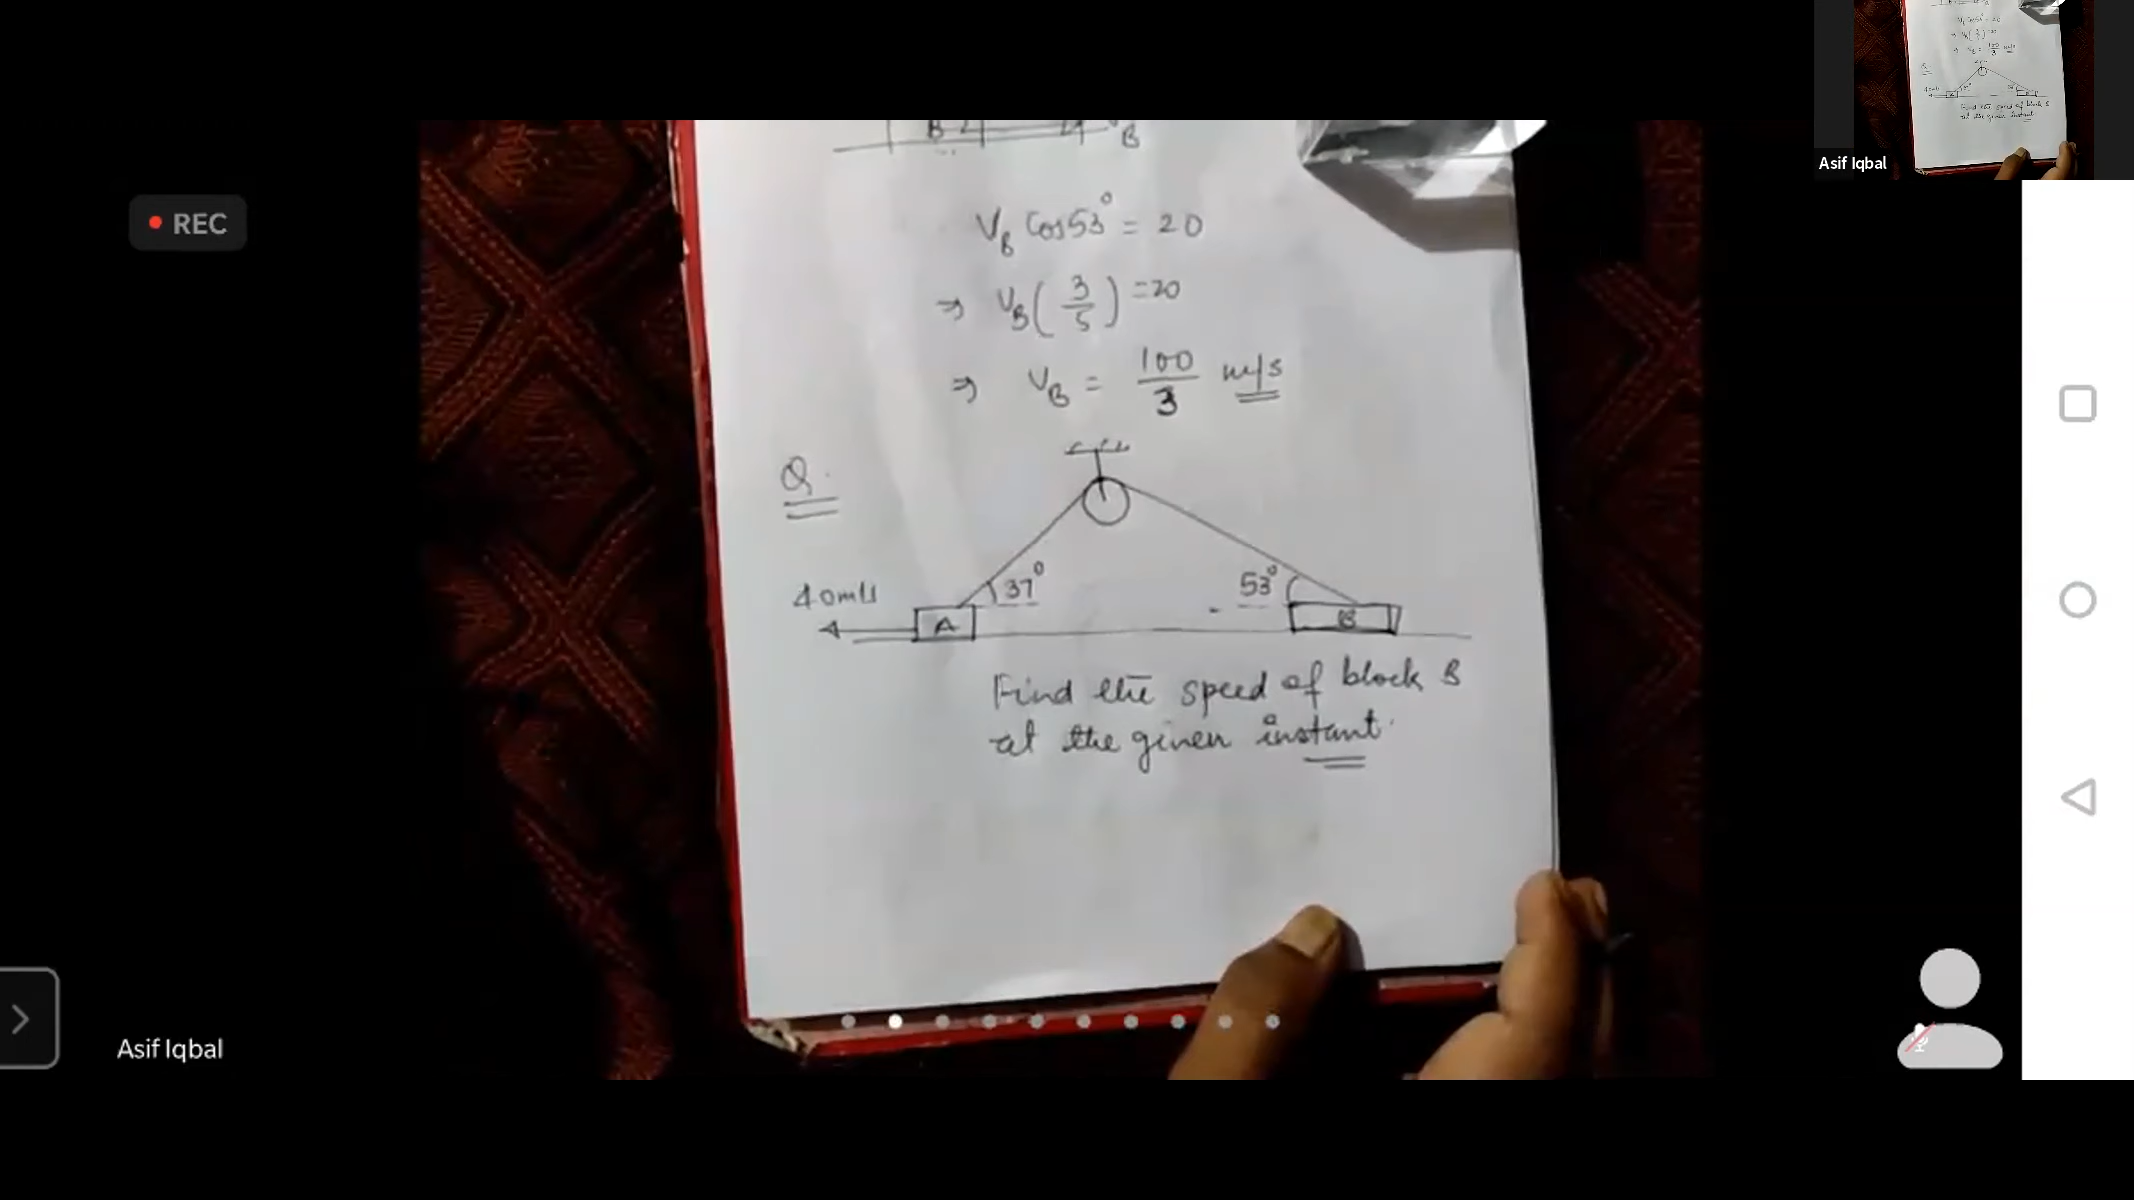 REC
B
B
V_B Cos53° = 20
⇒ V_B (3/5) = 20
⇒ V_B = 100/3 m/s
Q.
37°
53°
40m/s
A
B
Find the speed of block B
at the given instant.
Asif Iqbal
Asif Iqbal